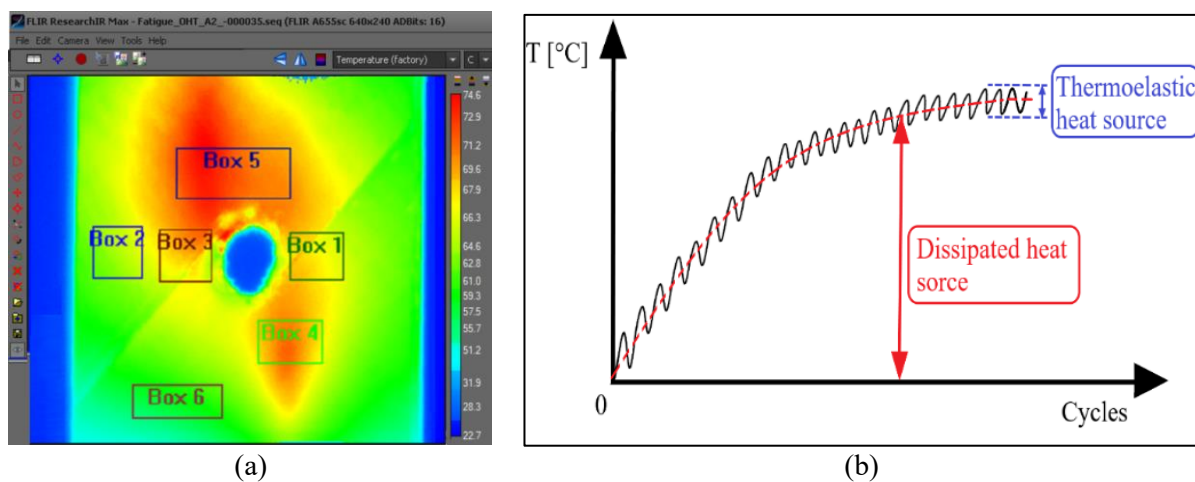 FLIR ResearchIR Max - Fatigue_OHT_A2_-000035.seq (FLIR A655sc 640x240 ADBits: 16)
File Edit Camera View Tools Help
Temperature (factory) C
74.6
72.9
71.2
69.6
67.9
66.3
64.6
62.8
61.0
59.3
57.5
55.7
51.2
31.9
28.3
22.7
Box 5
Box 2
Box 3
Box 1
Box 4
Box 6
(a)
T [°C]
Thermoelastic
heat source
Dissipated heat
sorce
0
Cycles
(b)